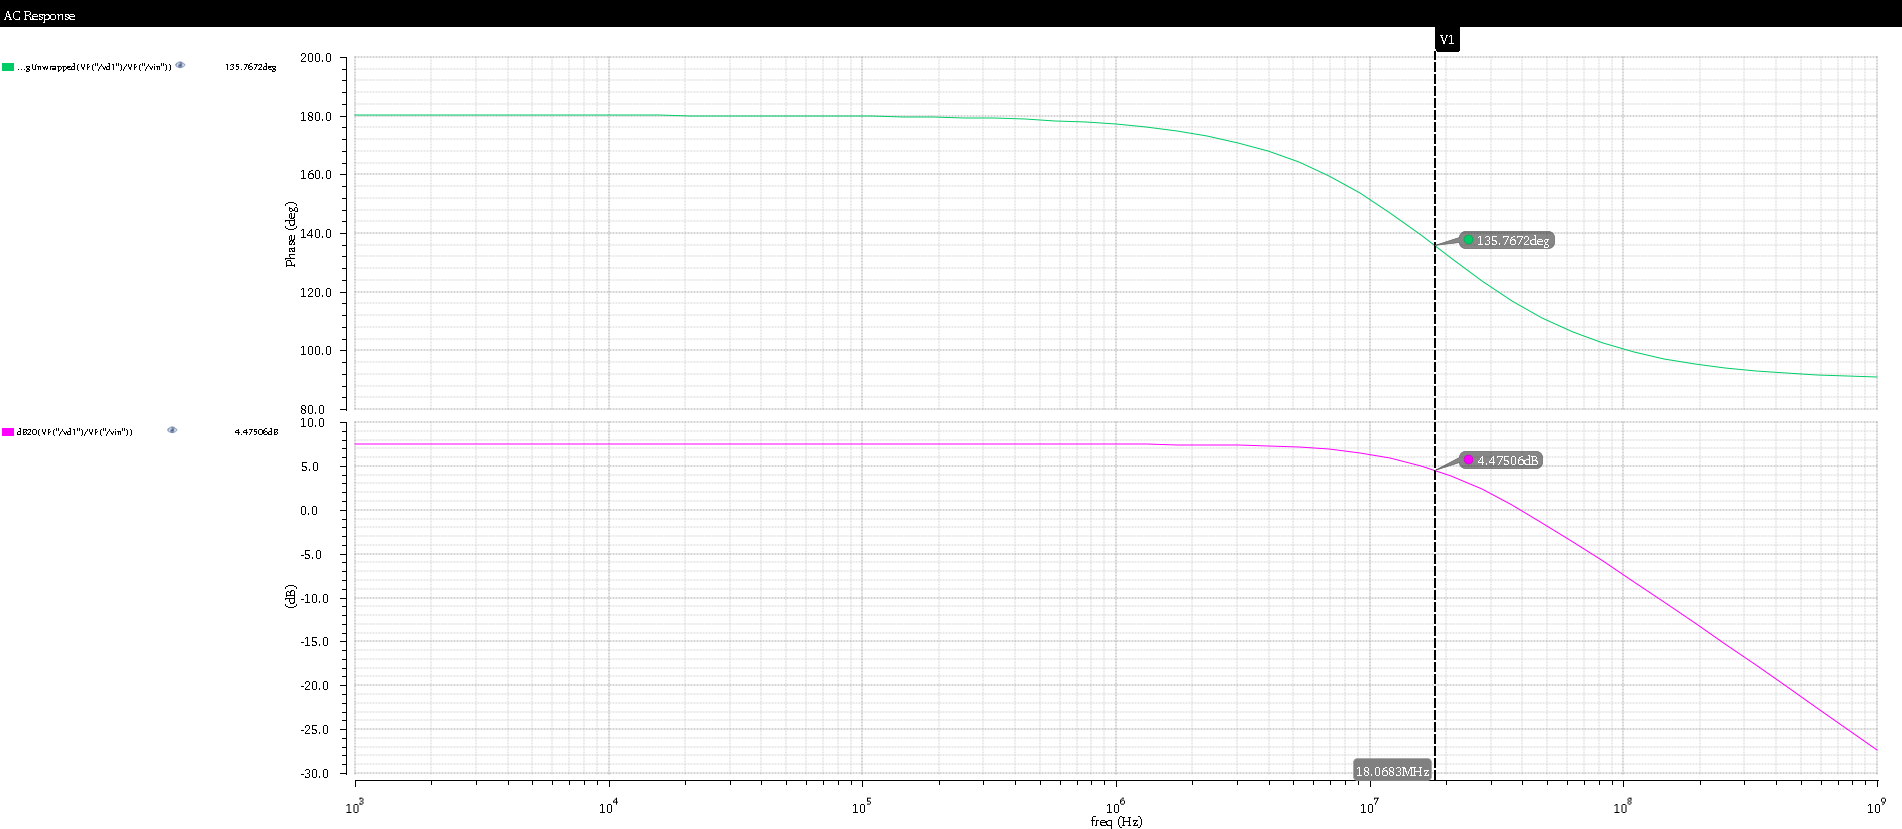 AC Response
V1
...gUnwrapped(VF("/vd1")/VF("/vin"))
135.7672deg
200.0
180.0
160.0
140.0
120.0
100.0
80.0
Phase (deg)
135.7672deg
dB20(VF("/vd1")/VF("/vin"))
4.47506dB
10.0
5.0
0.0
-5.0
-10.0
-15.0
-20.0
-25.0
-30.0
(dB)
4.47506dB
18.0683MHz
10³ 10⁴ 10⁵ 10⁶ 10⁷ 10⁸ 10⁹
freq (Hz)